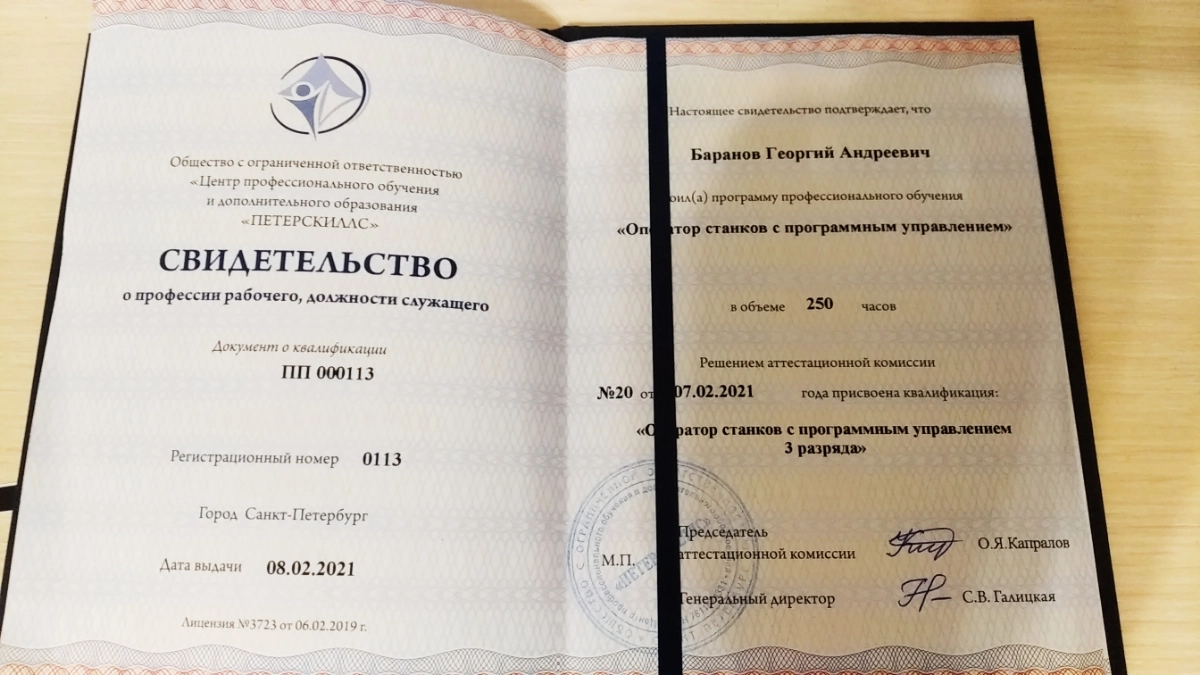 Общество с ограниченной ответственностью
«Центр профессионального обучения
и дополнительного образования
«ПЕТЕРСКИЛЛС»
СВИДЕТЕЛЬСТВО
о профессии рабочего, должности служащего
Документ о квалификации
ПП 000113
Регистрационный номер 0113
Город Санкт-Петербург
Дата выдачи 08.02.2021
Лицензия №3723 от 06.02.2019 г.
Настоящее свидетельство подтверждает, что
Баранов Георгий Андреевич
программу профессионального обучения
станков с программным управлением»
в объеме 250 часов
Решением аттестационной комиссии
№20 от 07.02.2021 года присвоена квалификация:
станков с программным управлением
3 разряда»
Председатель
аттестационной комиссии О.Я.Капралов
М.П.
Генеральный директор С.В. Галицкая